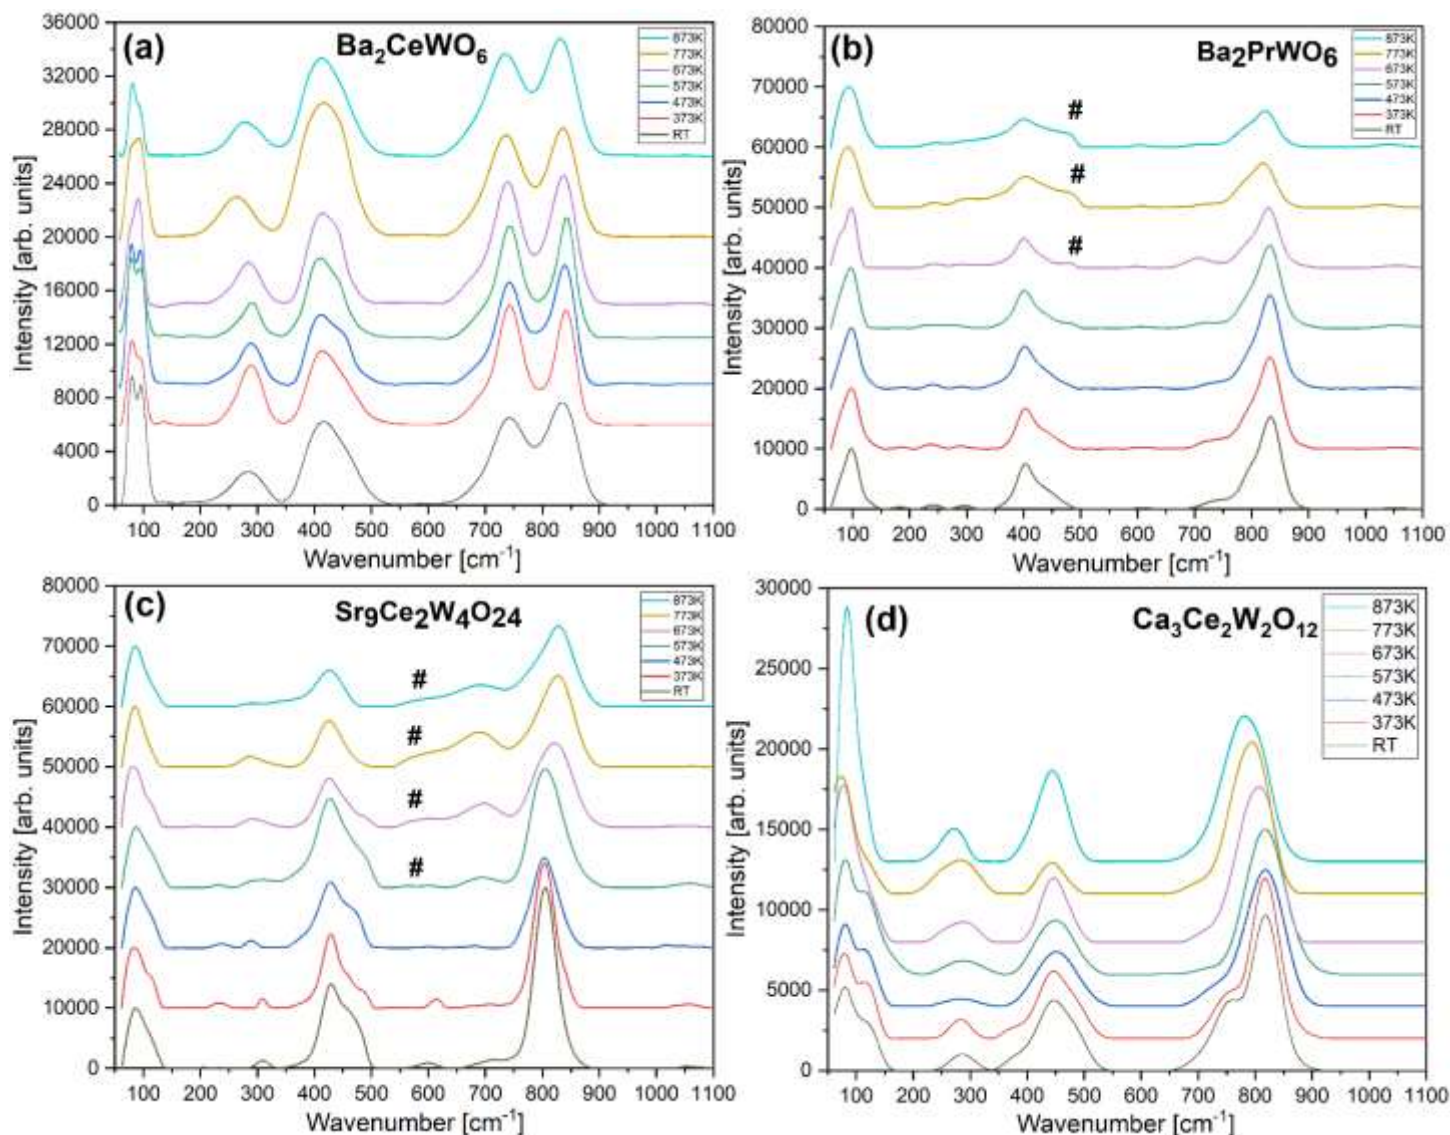 (a)
Ba2CeWO6
873K
773K
673K
573K
473K
373K
RT
36000
32000
28000
24000
20000
16000
12000
8000
4000
0
Intensity [arb. units]
100 200 300 400 500 600 700 800 900 1000 1100
Wavenumber [cm-1]
(b)
Ba2PrWO6
873K
773K
673K
573K
473K
373K
RT
#
#
#
80000
70000
60000
50000
40000
30000
20000
10000
0
Intensity [arb. units]
100 200 300 400 500 600 700 800 900 1000 1100
Wavenumber [cm-1]
(c)
Sr9Ce2W4O24
873K
773K
673K
573K
473K
373K
RT
#
#
#
#
80000
70000
60000
50000
40000
30000
20000
10000
0
Intensity [arb. units]
100 200 300 400 500 600 700 800 900 1000 1100
Wavenumber [cm-1]
(d)
Ca3Ce2W2O12
873K
773K
673K
573K
473K
373K
RT
30000
25000
20000
15000
10000
5000
0
Intensity [arb. units]
100 200 300 400 500 600 700 800 900 1000 1100
Wavenumber [cm-1]